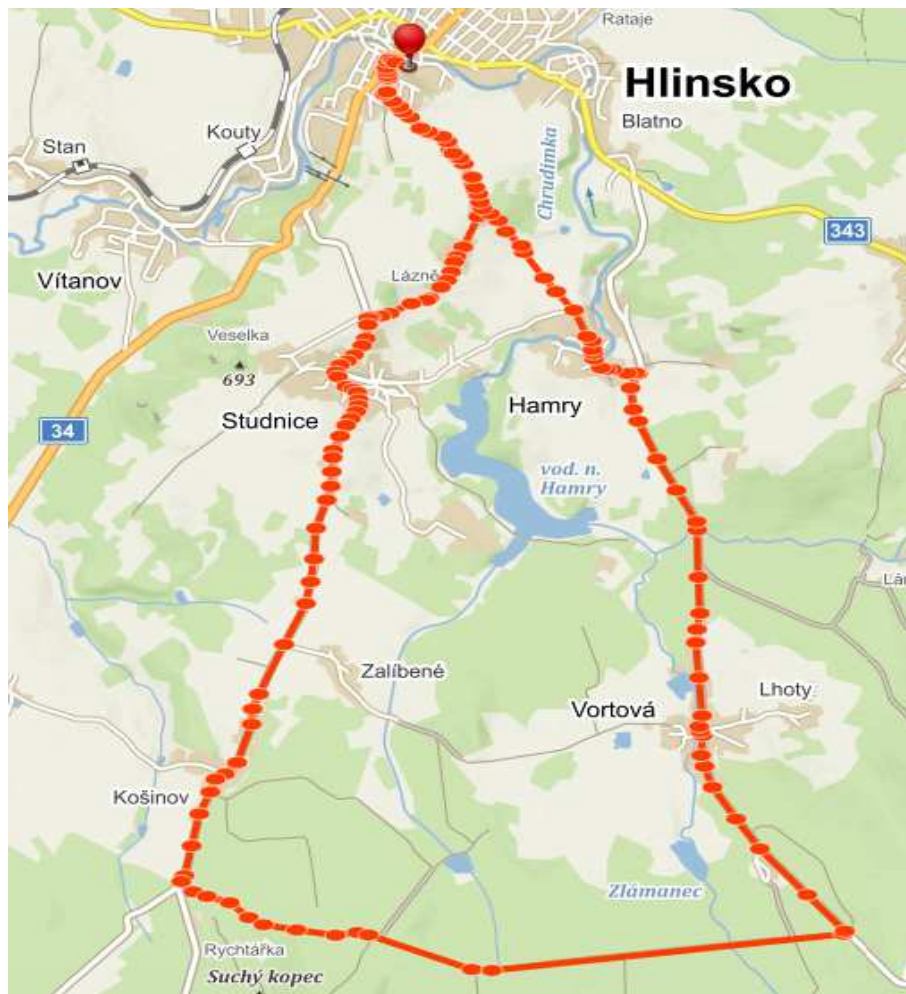 Rataje
Hlinsko
Blatno
Kouty
Stan
Chrudimka
343
Lázně
Vítanov
Veselka
693
Hamry
Studnice
34
vod. n.
Hamry
Zalíbené
Lhoty
Vortová
Košinov
Zlámanec
Rychtářka
Suchý kopec